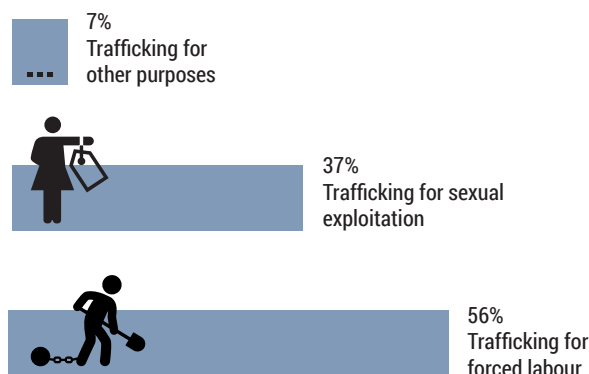 7%
Trafficking for
other purposes
37%
Trafficking for sexual
exploitation
56%
Trafficking for
forced labour